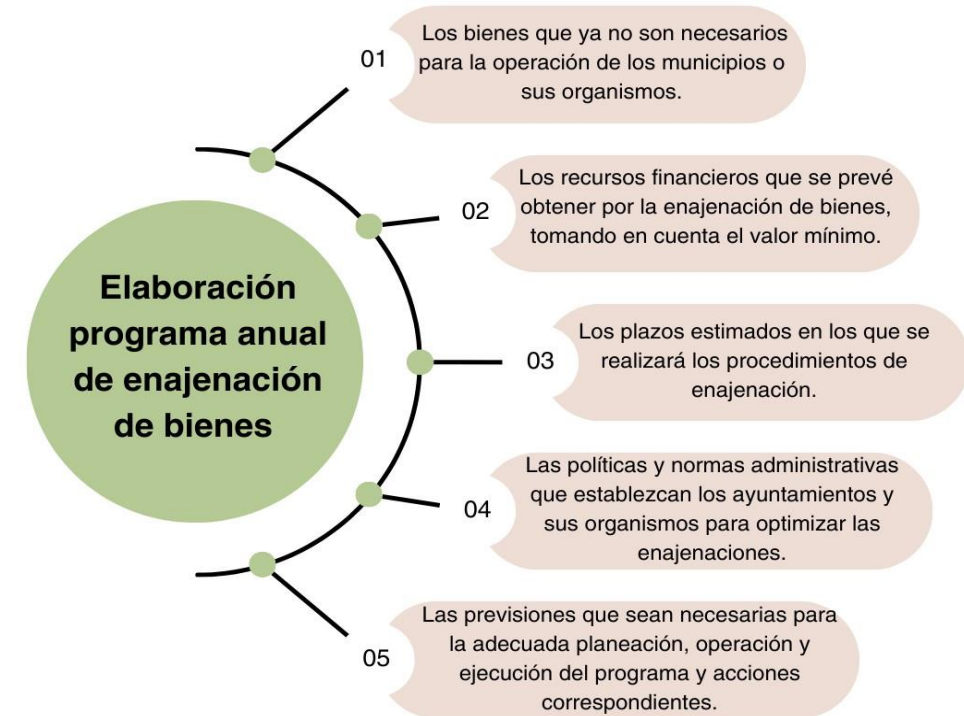 Elaboración
programa anual
de enajenación
de bienes
01
Los bienes que ya no son necesarios
para la operación de los municipios o
sus organismos.
02
Los recursos financieros que se prevé
obtener por la enajenación de bienes,
tomando en cuenta el valor mínimo.
03
Los plazos estimados en los que se
realizará los procedimientos de
enajenación.
04
Las políticas y normas administrativas
que establezcan los ayuntamientos y
sus organismos para optimizar las
enajenaciones.
05
Las previsiones que sean necesarias para
la adecuada planeación, operación y
ejecución del programa y acciones
correspondientes.